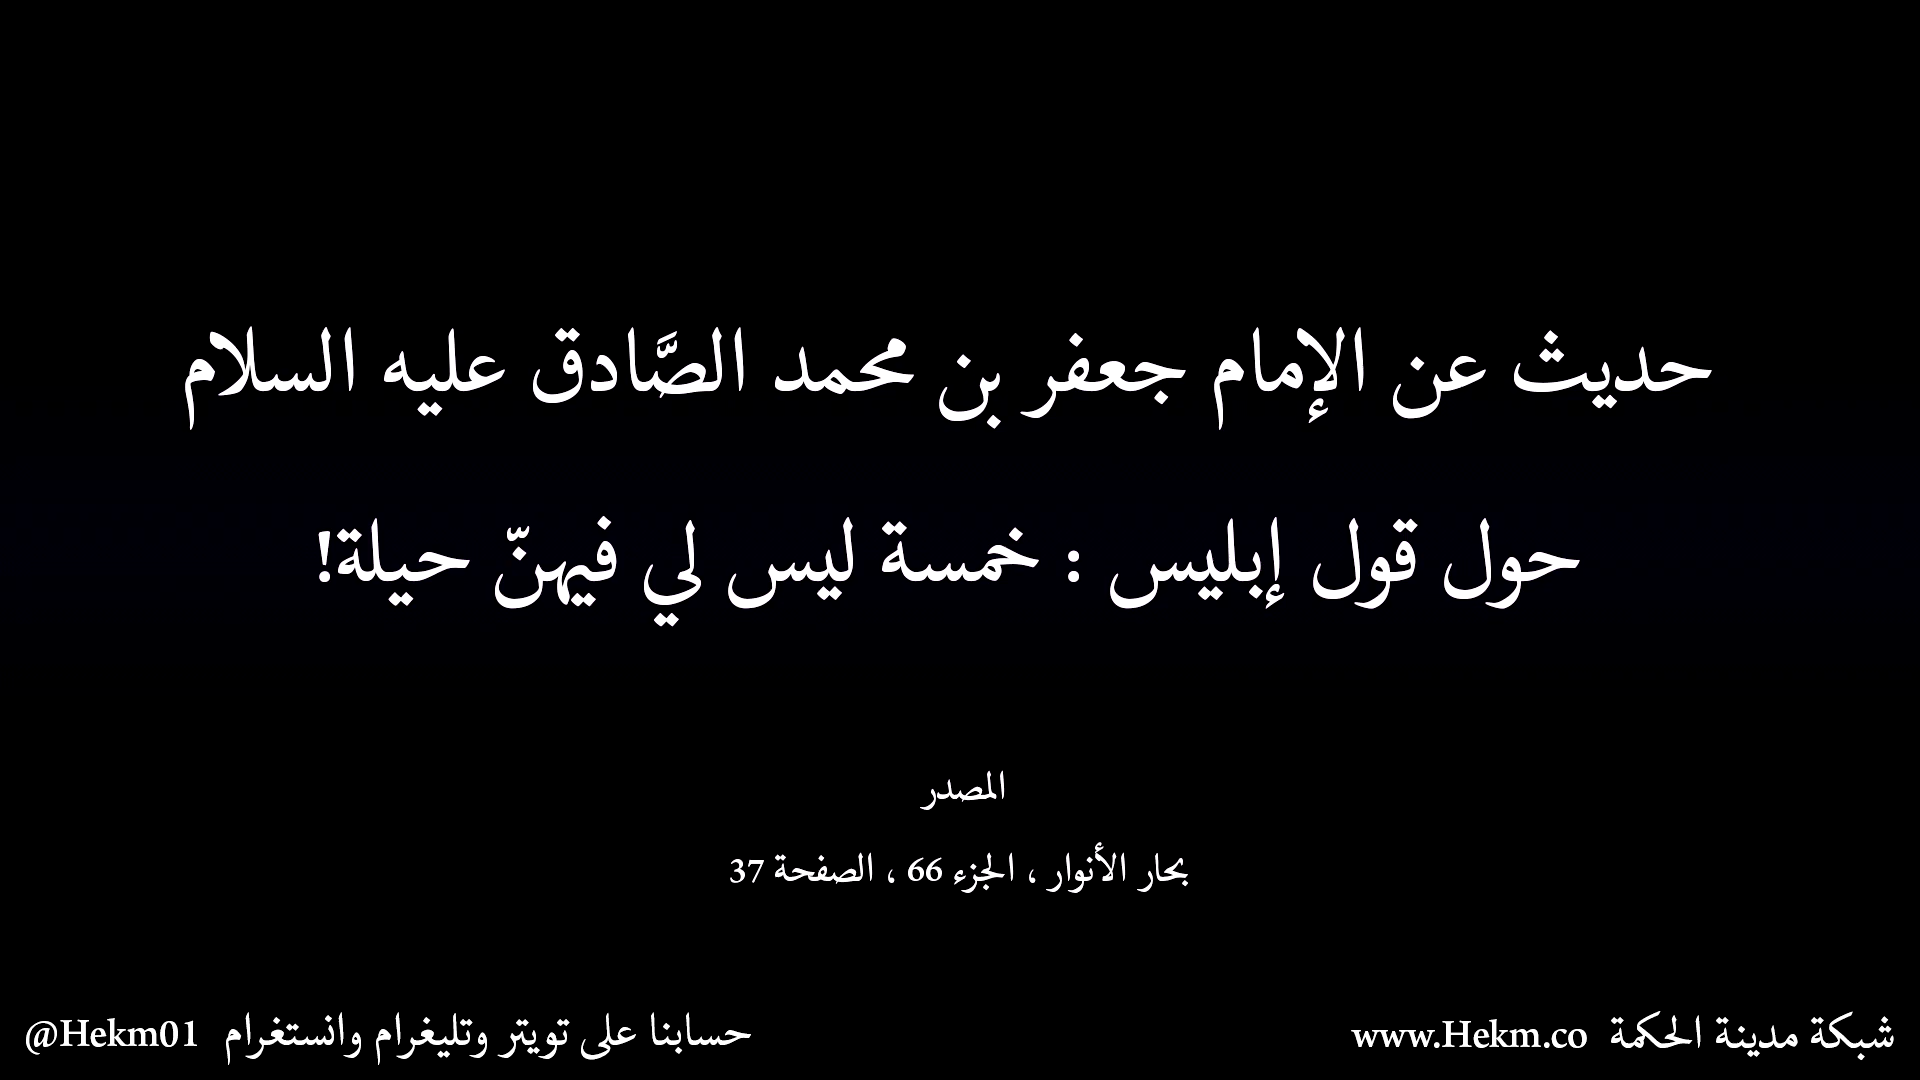 حديث عن الإمام جعفر بن محمد الصَّادق عليه السلام
حول قول إبليس : خمسة ليس لي فيهنّ حيلة!
المصدر
بحار الأنوار ، الجزء 66 ، الصفحة 37
شبكة مدينة الحكمة www.Hekm.co
حسابنا على تويتر وتليغرام وانستغرام @Hekm01